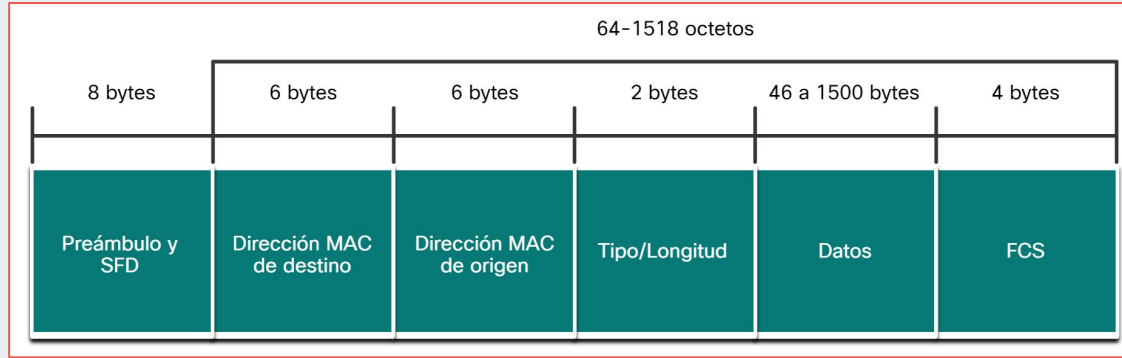 64-1518 octetos
8 bytes
6 bytes
6 bytes
2 bytes
46 a 1500 bytes
4 bytes
Preámbulo y
SFD
Dirección MAC
de destino
Dirección MAC
de origen
Tipo/Longitud
Datos
FCS